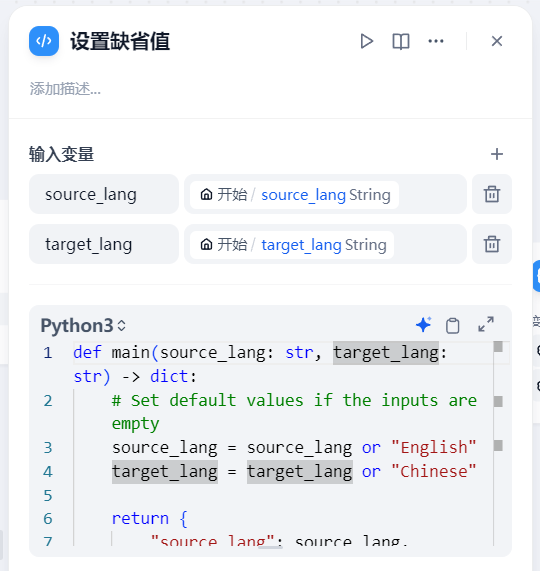 设置缺省值
添加描述...
输入变量
source_lang 开始 / source_lang String
target_lang 开始 / target_lang String
Python3
1 def main(source_lang: str, target_lang:
str) -> dict:
2 # Set default values if the inputs are
empty
3 source_lang = source_lang or "English"
4 target_lang = target_lang or "Chinese"
5
6 return {
7 "source_lang": source_lang,